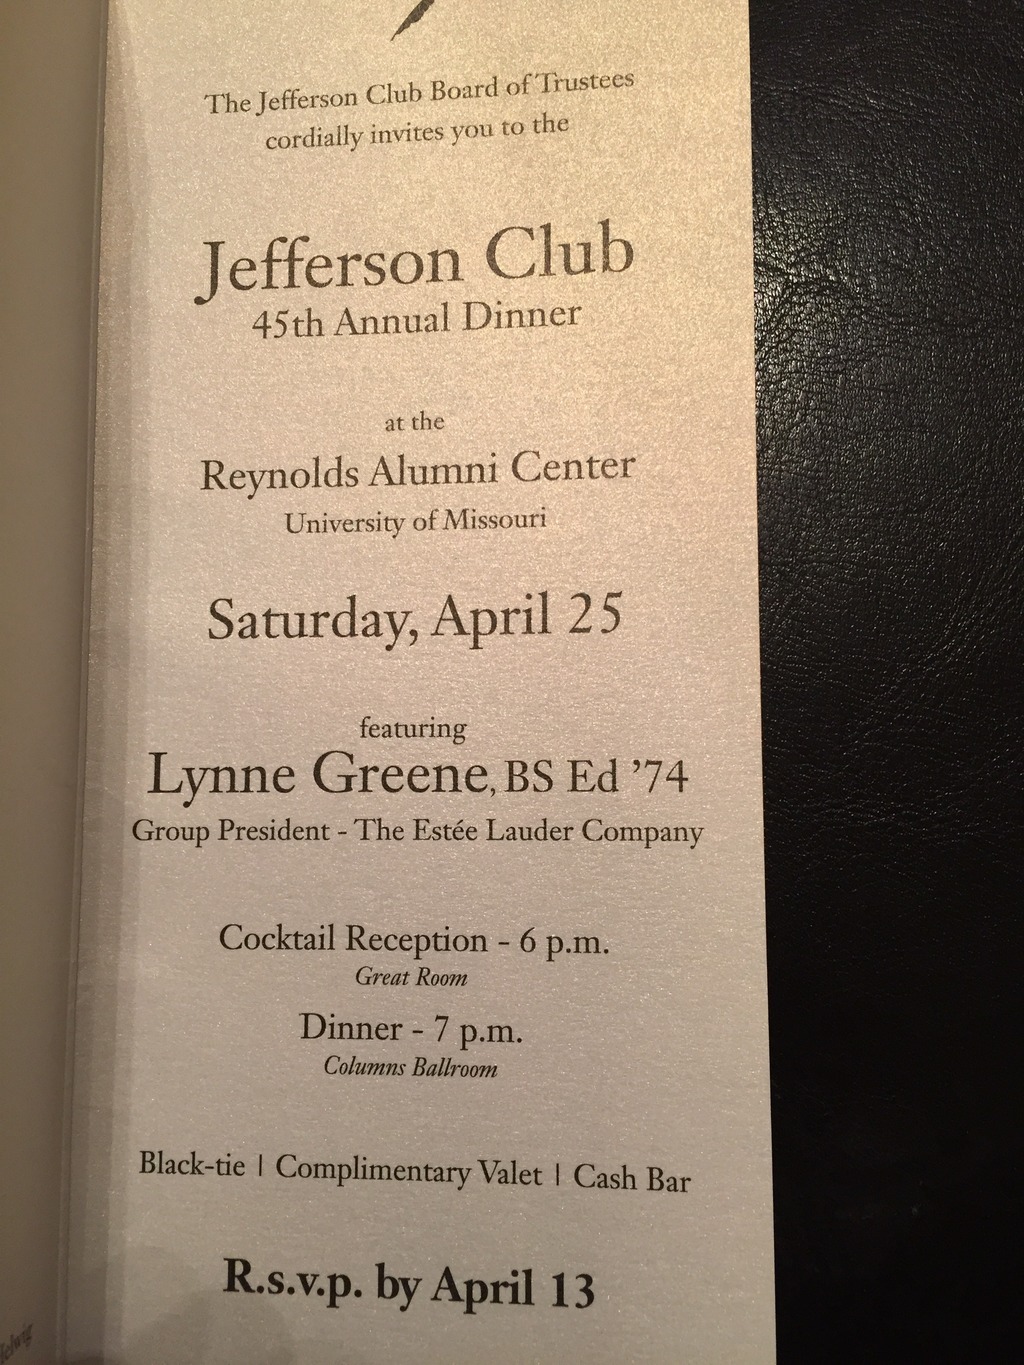 The Jefferson Club Board of Trustees
cordially invites you to the
Jefferson Club
45th Annual Dinner
at the
Reynolds Alumni Center
University of Missouri
Saturday, April 25
featuring
Lynne Greene, BS Ed '74
Group President - The Estée Lauder Company
Cocktail Reception - 6 p.m.
Great Room
Dinner - 7 p.m.
Columns Ballroom
Black-tie | Complimentary Valet | Cash Bar
R.s.v.p. by April 13